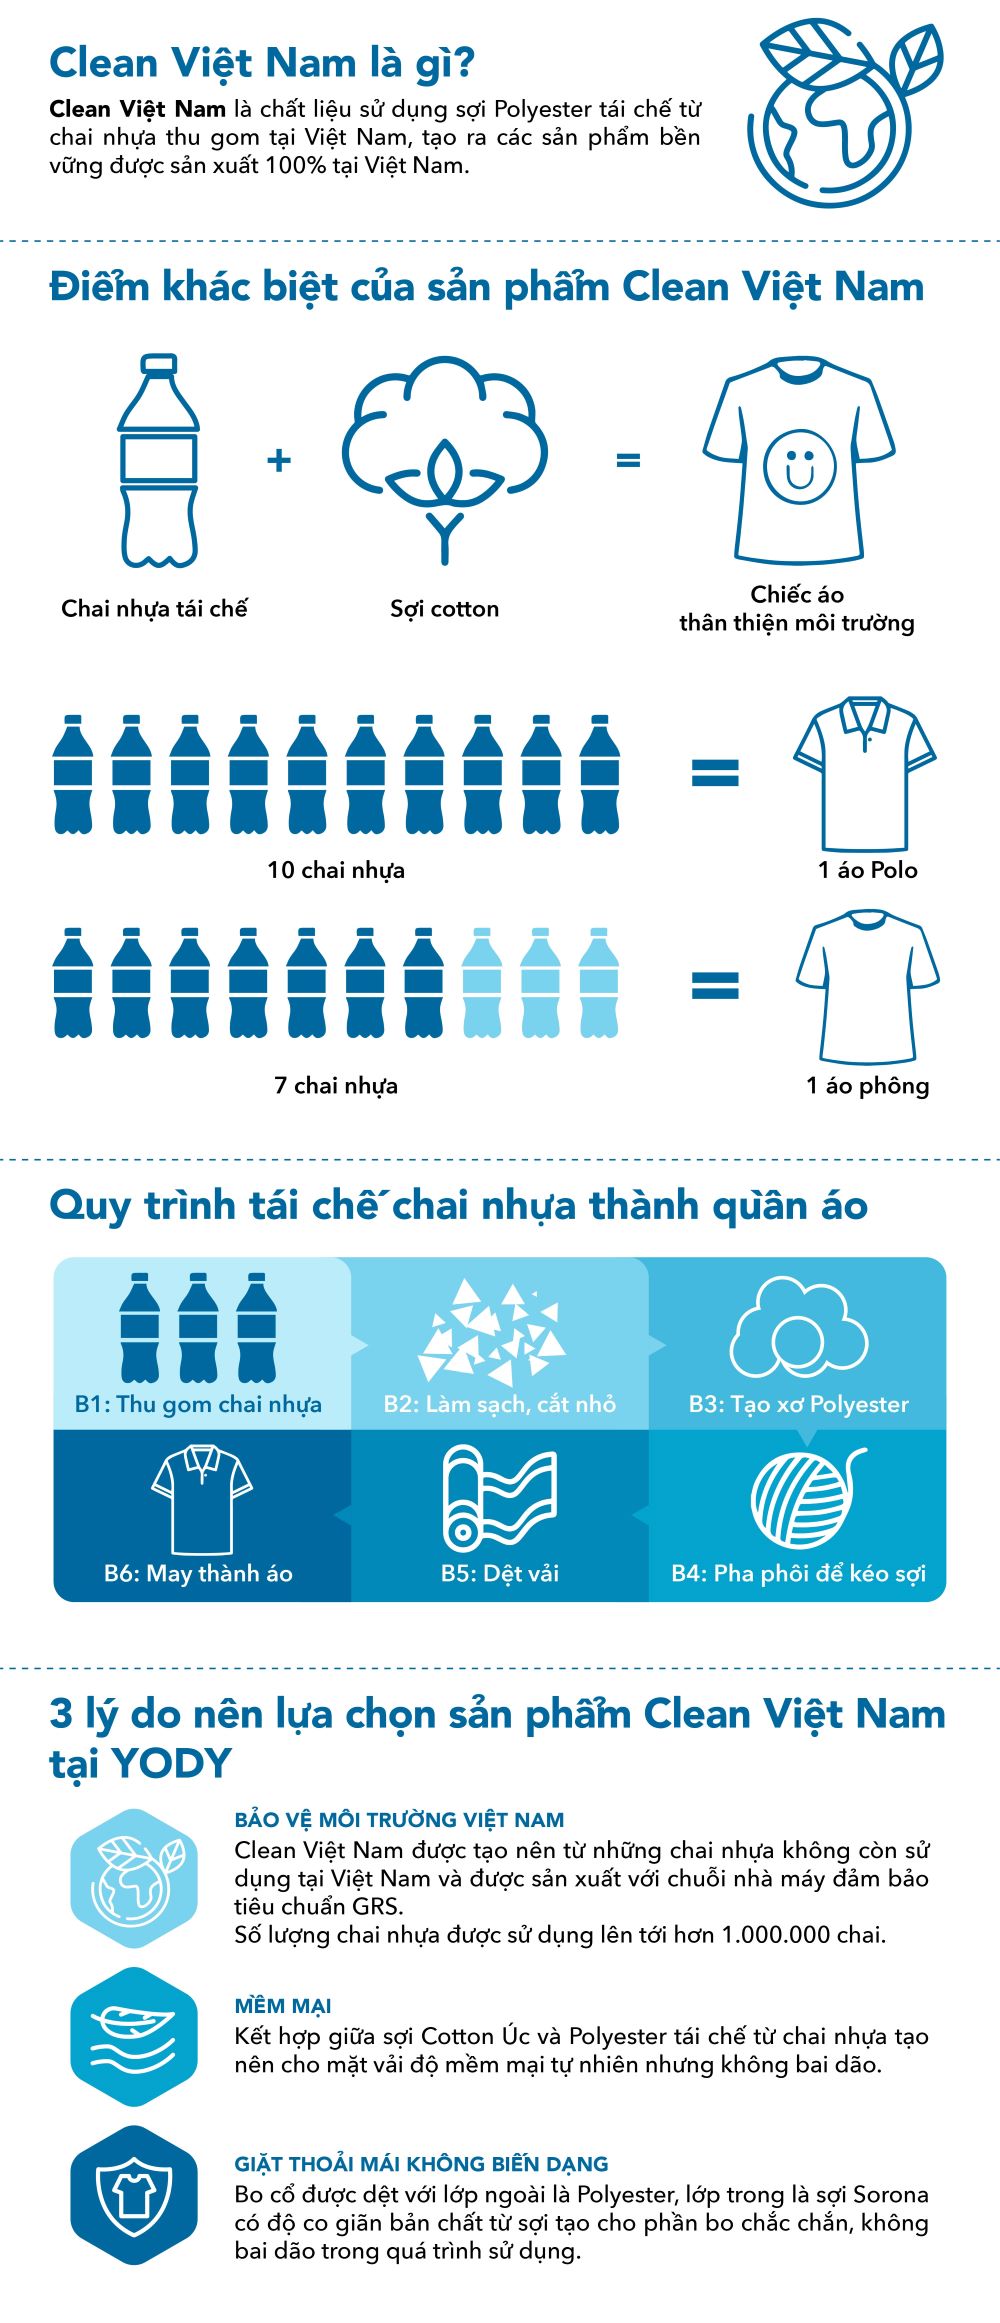 Clean Việt Nam là gì?
Clean Việt Nam là chất liệu sử dụng sợi Polyester tái chế từ
chai nhựa thu gom tại Việt Nam, tạo ra các sản phẩm bền
vững được sản xuất 100% tại Việt Nam.
Điểm khác biệt của sản phẩm Clean Việt Nam
+
=
Chai nhựa tái chế
Sợi cotton
Chiếc áo
thân thiện môi trường
=
10 chai nhựa
1 áo Polo
=
7 chai nhựa
1 áo phông
Quy trình tái chế chai nhựa thành quần áo
B1: Thu gom chai nhựa
B2: Làm sạch, cắt nhỏ
B3: Tạo xơ Polyester
B6: May thành áo
B5: Dệt vải
B4: Pha phôi để kéo sợi
3 lý do nên lựa chọn sản phẩm Clean Việt Nam
tại YODY
BẢO VỆ MÔI TRƯỜNG VIỆT NAM
Clean Việt Nam được tạo nên từ những chai nhựa không còn sử
dụng tại Việt Nam và được sản xuất với chuỗi nhà máy đảm bảo
tiêu chuẩn GRS.
Số lượng chai nhựa được sử dụng lên tới hơn 1.000.000 chai.
MỀM MẠI
Kết hợp giữa sợi Cotton Úc và Polyester tái chế từ chai nhựa tạo
nên cho mặt vải độ mềm mại tự nhiên nhưng không bai dão.
GIẶT THOẢI MÁI KHÔNG BIẾN DẠNG
Bo cổ được dệt với lớp ngoài là Polyester, lớp trong là sợi Sorona
có độ co giãn bản chất từ sợi tạo cho phần bo chắc chắn, không
bai dão trong quá trình sử dụng.